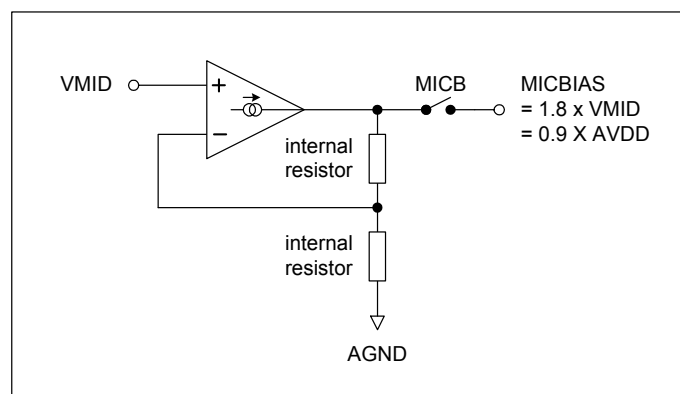 VMID
+
−
MICB
MICBIAS
= 1.8 x VMID
= 0.9 X AVDD
internal
resistor
internal
resistor
AGND